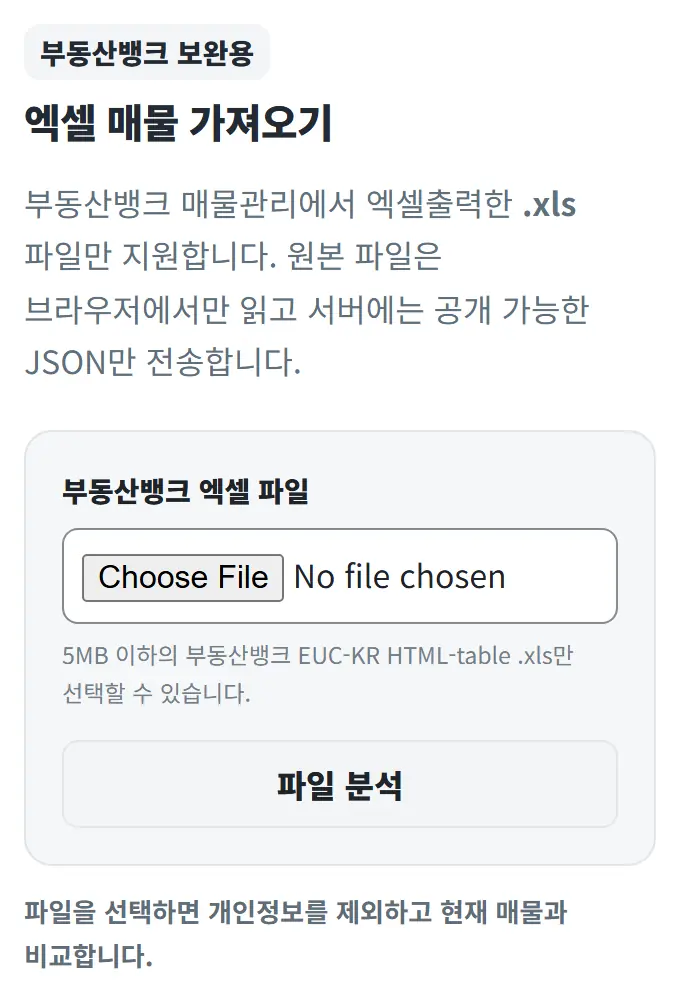 부동산뱅크 보완용
엑셀 매물 가져오기
부동산뱅크 매물관리에서 엑셀출력한 .xls
파일만 지원합니다. 원본 파일은
브라우저에서만 읽고 서버에는 공개 가능한
JSON만 전송합니다.
부동산뱅크 엑셀 파일
Choose File No file chosen
5MB 이하의 부동산뱅크 EUC-KR HTML-table .xls만
선택할 수 있습니다.
파일 분석
파일을 선택하면 개인정보를 제외하고 현재 매물과
비교합니다.